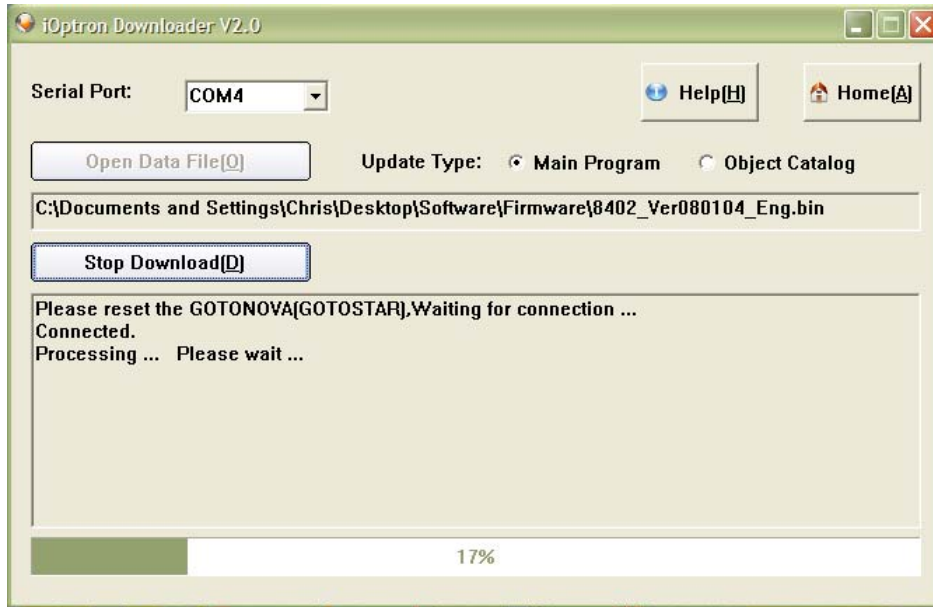 iOptron Downloader V2.0
Serial Port: COM4 Help(H) Home(A)
Open Data File(O) Update Type: Main Program Object Catalog
C:\Documents and Settings\Chris\Desktop\Software\Firmware\8402_Ver080104_Eng.bin
Stop Download(D)
Please reset the GOTONOVA(GOTOSTAR),Waiting for connection ...
Connected.
Processing ... Please wait ...
17%